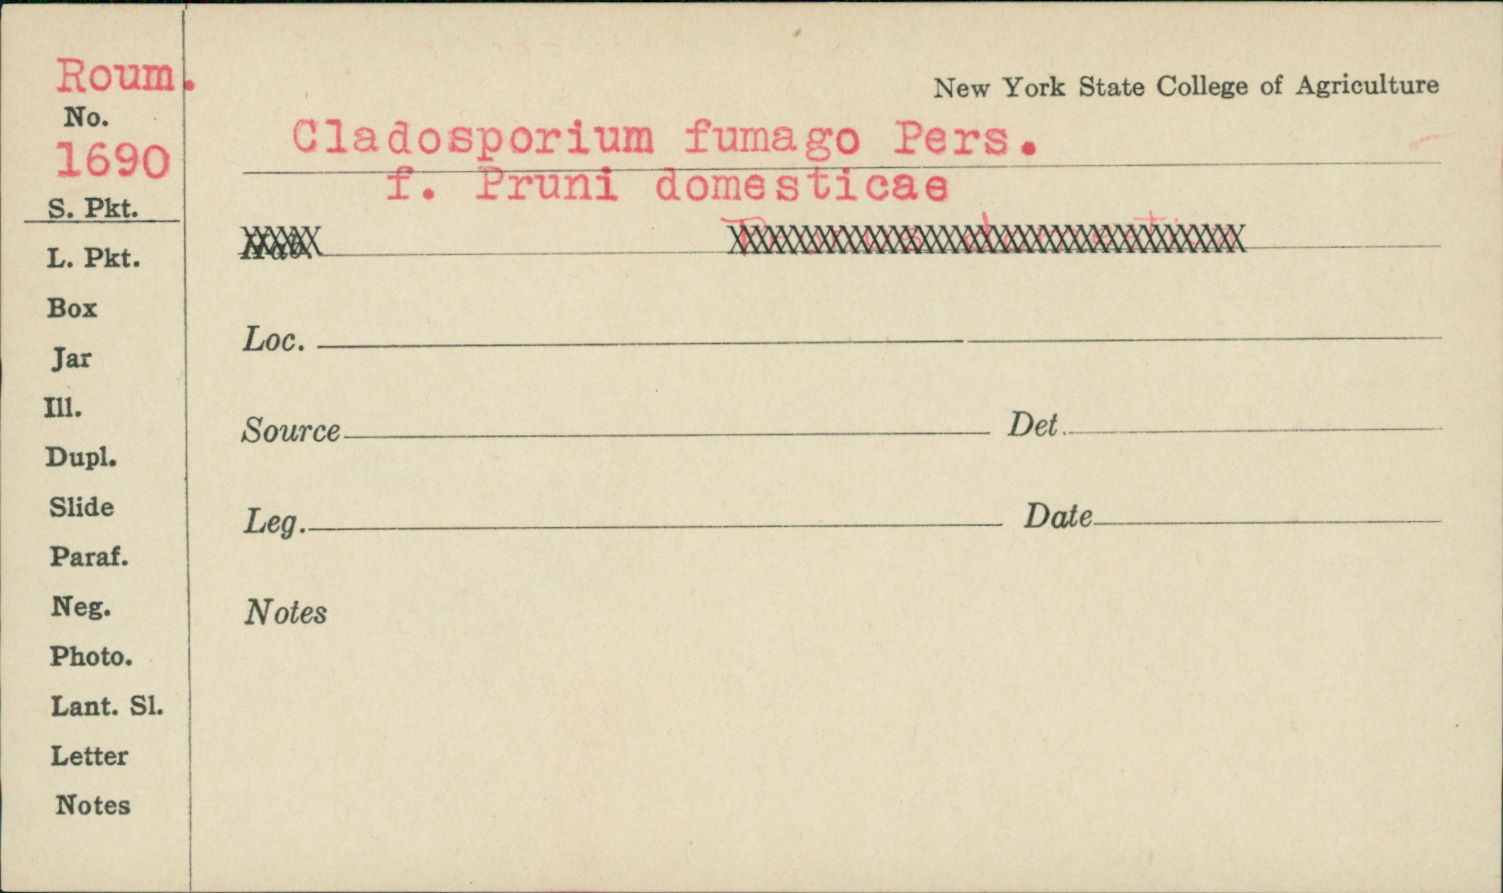 Roum.
No.
1690
S. Pkt.
L. Pkt.
Box
Jar
Ill.
Dupl.
Slide
Paraf.
Neg.
Photo.
Lant. Sl.
Letter
Notes
New York State College of Agriculture
Cladosporium fumago Pers.
f. Pruni domesticae
Hab.
Loc.
Source Det.
Leg. Date
Notes